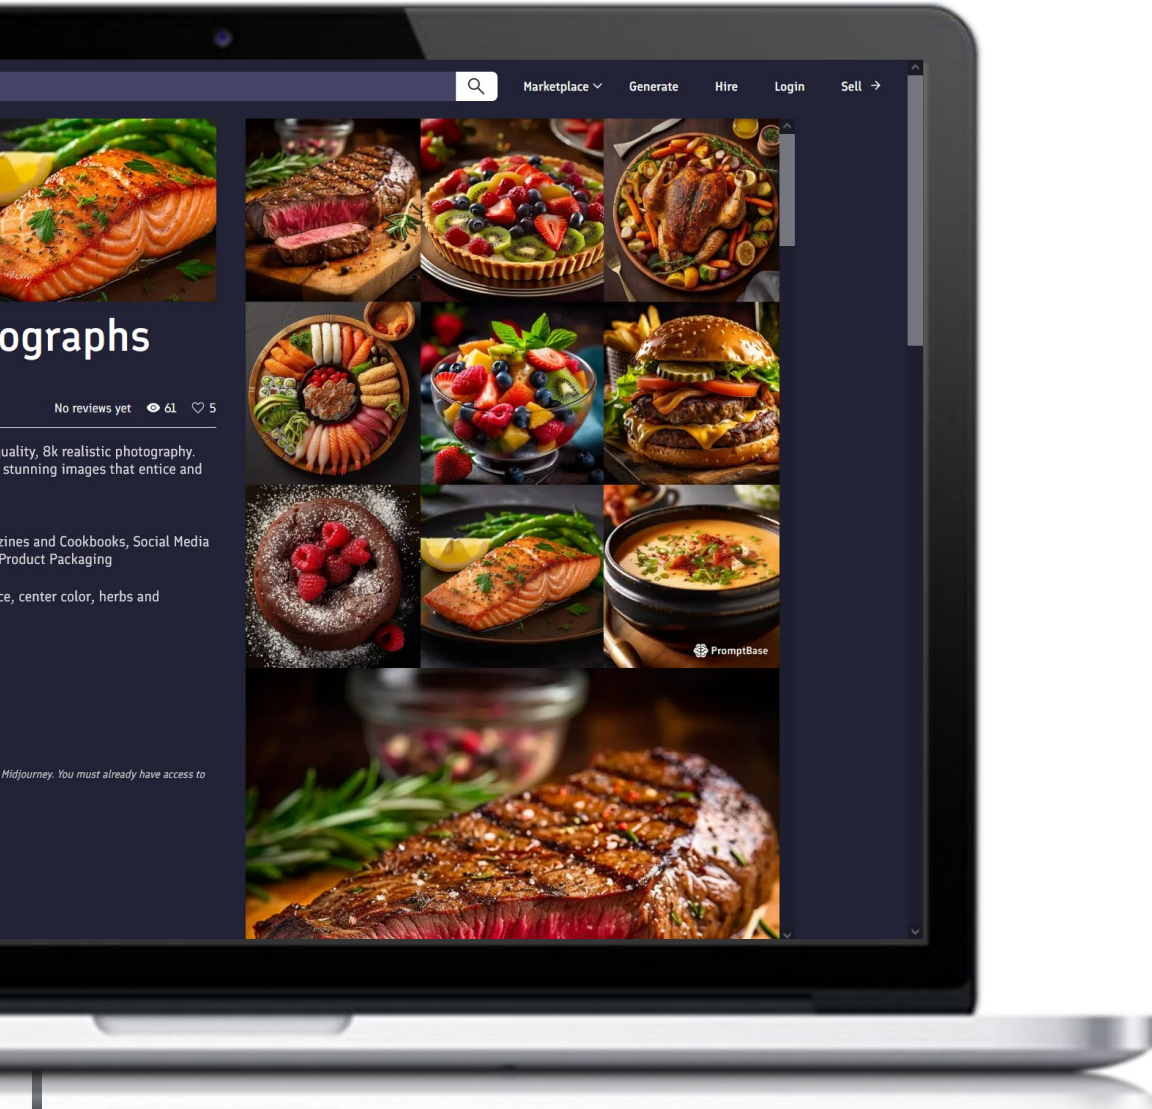 Marketplace Generate Hire Login Sell →
ographs
No reviews yet 61 5
uality, 8k realistic photography.
stunning images that entice and
zines and Cookbooks, Social Media
Product Packaging
ce, center color, herbs and
Midjourney. You must already have access to
PromptBase